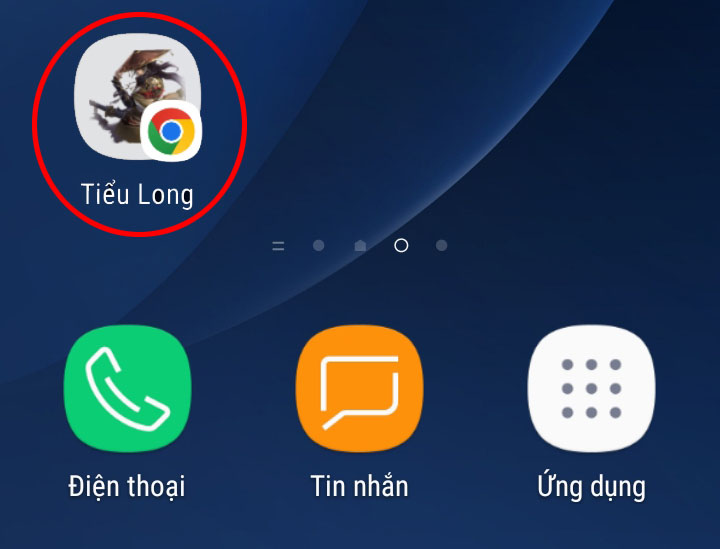 Tiểu Long
Điện thoại
Tin nhắn
Ứng dụng